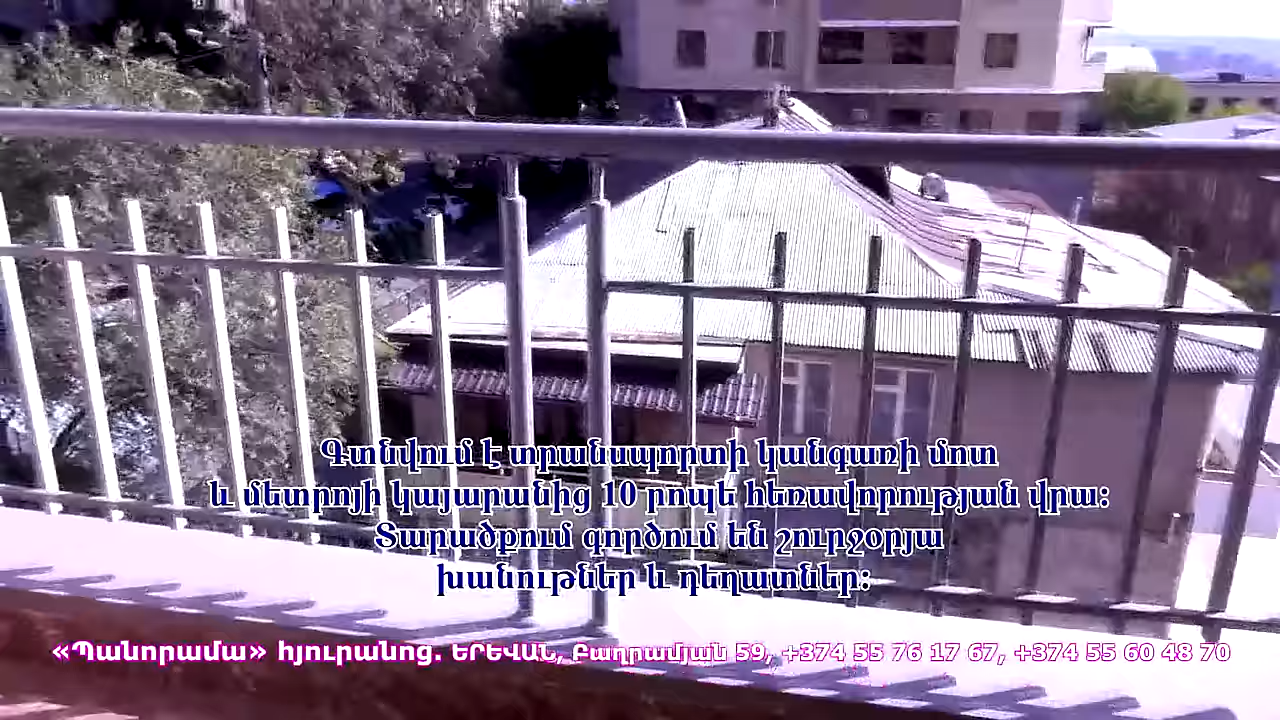 Գտնվում է տրանսպորտի կանգառի մոտ
և մետրոյի կայարանից 10 րոպե հեռավորության վրա:
Տարածքում գործում են շուրջօրյա
խանութներ և դեղատներ:
«Պանորամա» հյուրանոց. ԵՐԵՎԱՆ, Բաղրամյան 59, +374 55 76 17 67, +374 55 60 48 70